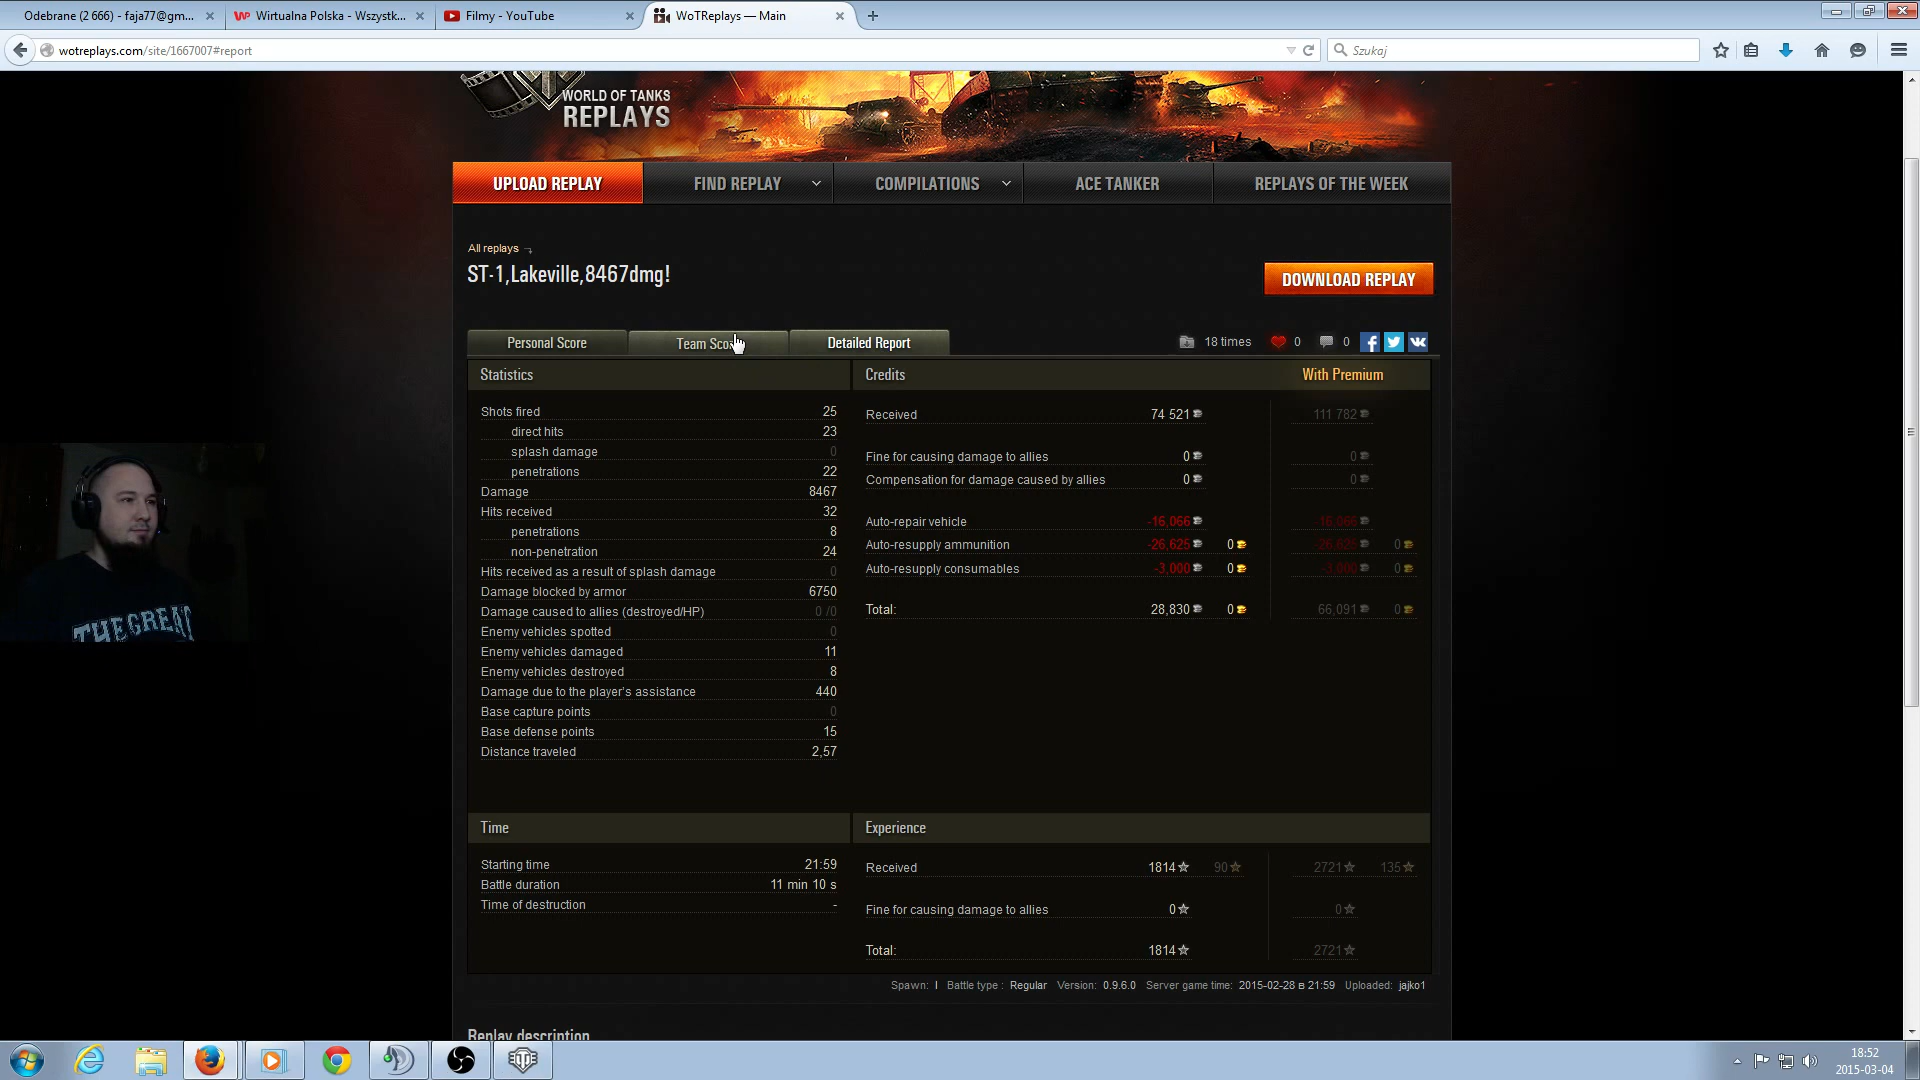 Odebrane (2 666) - faja77@gm...
Wirtualna Polska - Wszystk...
Filmy - YouTube
WoTReplays — Main
wotreplays.com/site/1667007#report
Szukaj
WORLD OF TANKS
REPLAYS
UPLOAD REPLAY
FIND REPLAY
COMPILATIONS
ACE TANKER
REPLAYS OF THE WEEK
All replays
ST-1,Lakeville,8467dmg!
DOWNLOAD REPLAY
Personal Score
Detailed Report
18 times
0
0
Statistics
Credits
With Premium
Shots fired 25
direct hits 23
splash damage 0
penetrations 22
Damage 8467
Hits received 32
penetrations 8
non-penetration 24
Hits received as a result of splash damage 0
Damage blocked by armor 6750
Damage caused to allies (destroyed/HP) 0 /0
Enemy vehicles spotted 0
Enemy vehicles damaged 11
Enemy vehicles destroyed 8
Damage due to the player's assistance 440
Base capture points 0
Base defense points 15
Distance traveled 2,57
Received 74 521 111 782
Fine for causing damage to allies 0 0
Compensation for damage caused by allies 0 0
Auto-repair vehicle -16,066 -16,066
Auto-resupply ammunition -26,625 0 -26,625 0
Auto-resupply consumables -3,000 0 -3,000 0
Total: 28,830 0 66,091 0
Time
Starting time 21:59
Battle duration 11 min 10 s
Time of destruction -
Experience
Received 1814 90 2721 135
Fine for causing damage to allies 0 0
Total: 1814 2721
Spawn: I Battle type : Regular Version: 0.9.6.0 Server game time: 2015-02-28 в 21:59 Uploaded: jajko1
Replay description
THE GREAT
18:52
2015-03-04